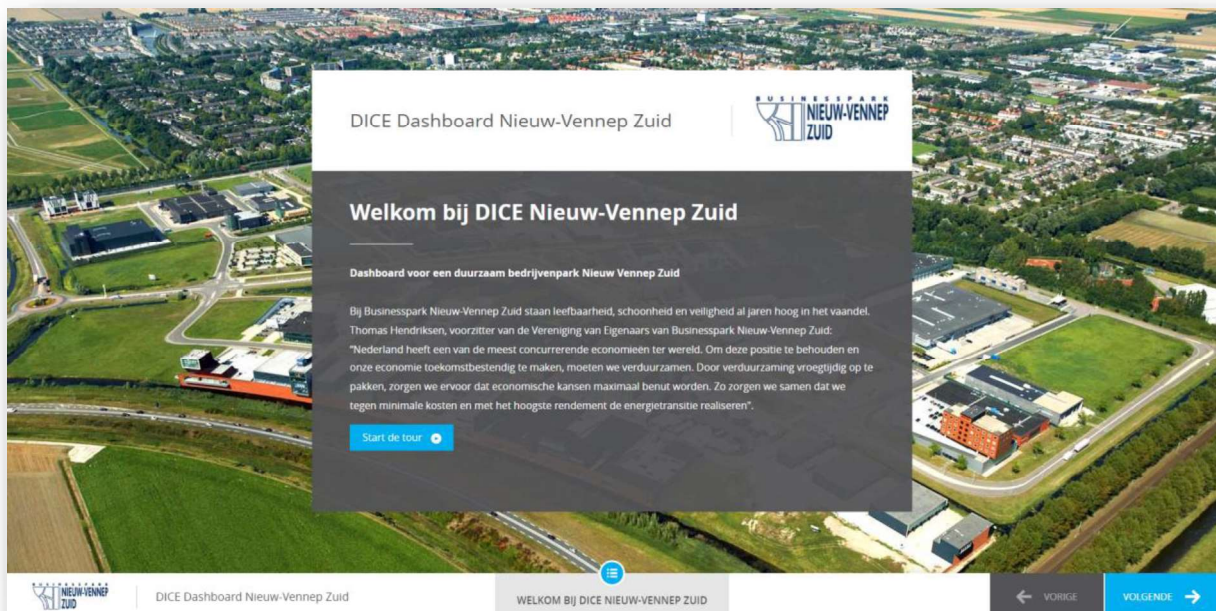 DICE Dashboard Nieuw-Vennep Zuid
BUSINESSPARK
NIEUW-VENNEP
ZUID
Welkom bij DICE Nieuw-Vennep Zuid
Dashboard voor een duurzaam bedrijvenpark Nieuw Vennep Zuid
Bij Businesspark Nieuw-Vennep Zuid staan leefbaarheid, schoonheid en veiligheid al jaren hoog in het vaandel.
Thomas Hendriksen, voorzitter van de Vereniging van Eigenaars van Businesspark Nieuw-Vennep Zuid:
"Nederland heeft een van de meest concurrerende economieën ter wereld. Om deze positie te behouden en
onze economie toekomstbestendig te maken, moeten we verduurzamen. Door verduurzaming vroegtijdig op te
pakken, zorgen we ervoor dat economische kansen maximaal benut worden. Zo zorgen we samen dat we
tegen minimale kosten en met het hoogste rendement de energietransitie realiseren".
Start de tour
BUSINESSPARK
NIEUW-VENNEP
ZUID
DICE Dashboard Nieuw-Vennep Zuid
WELKOM BIJ DICE NIEUW-VENNEP ZUID
VORIGE
VOLGENDE